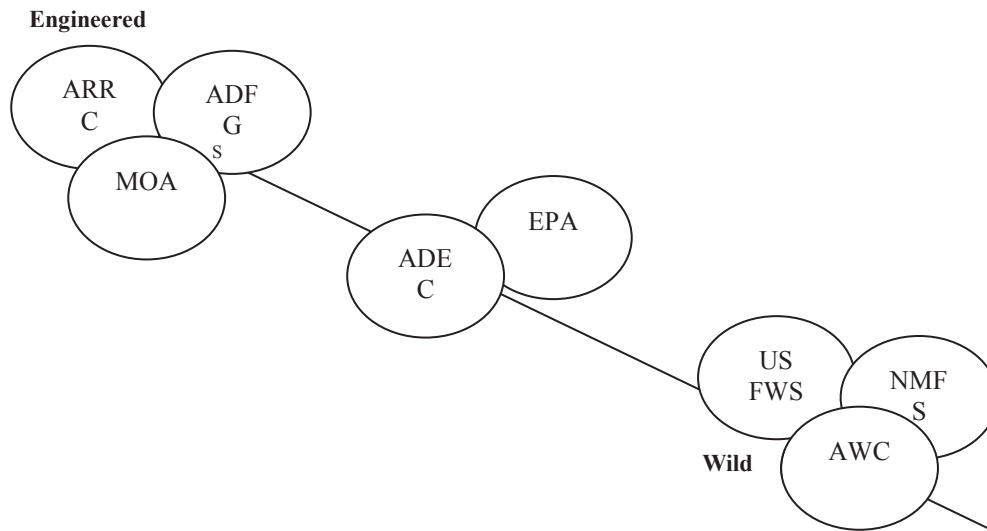 Engineered
ARR
C
ADF
G
S
MOA
EPA
ADE
C
US
FWS
NMF
S
AWC
Wild